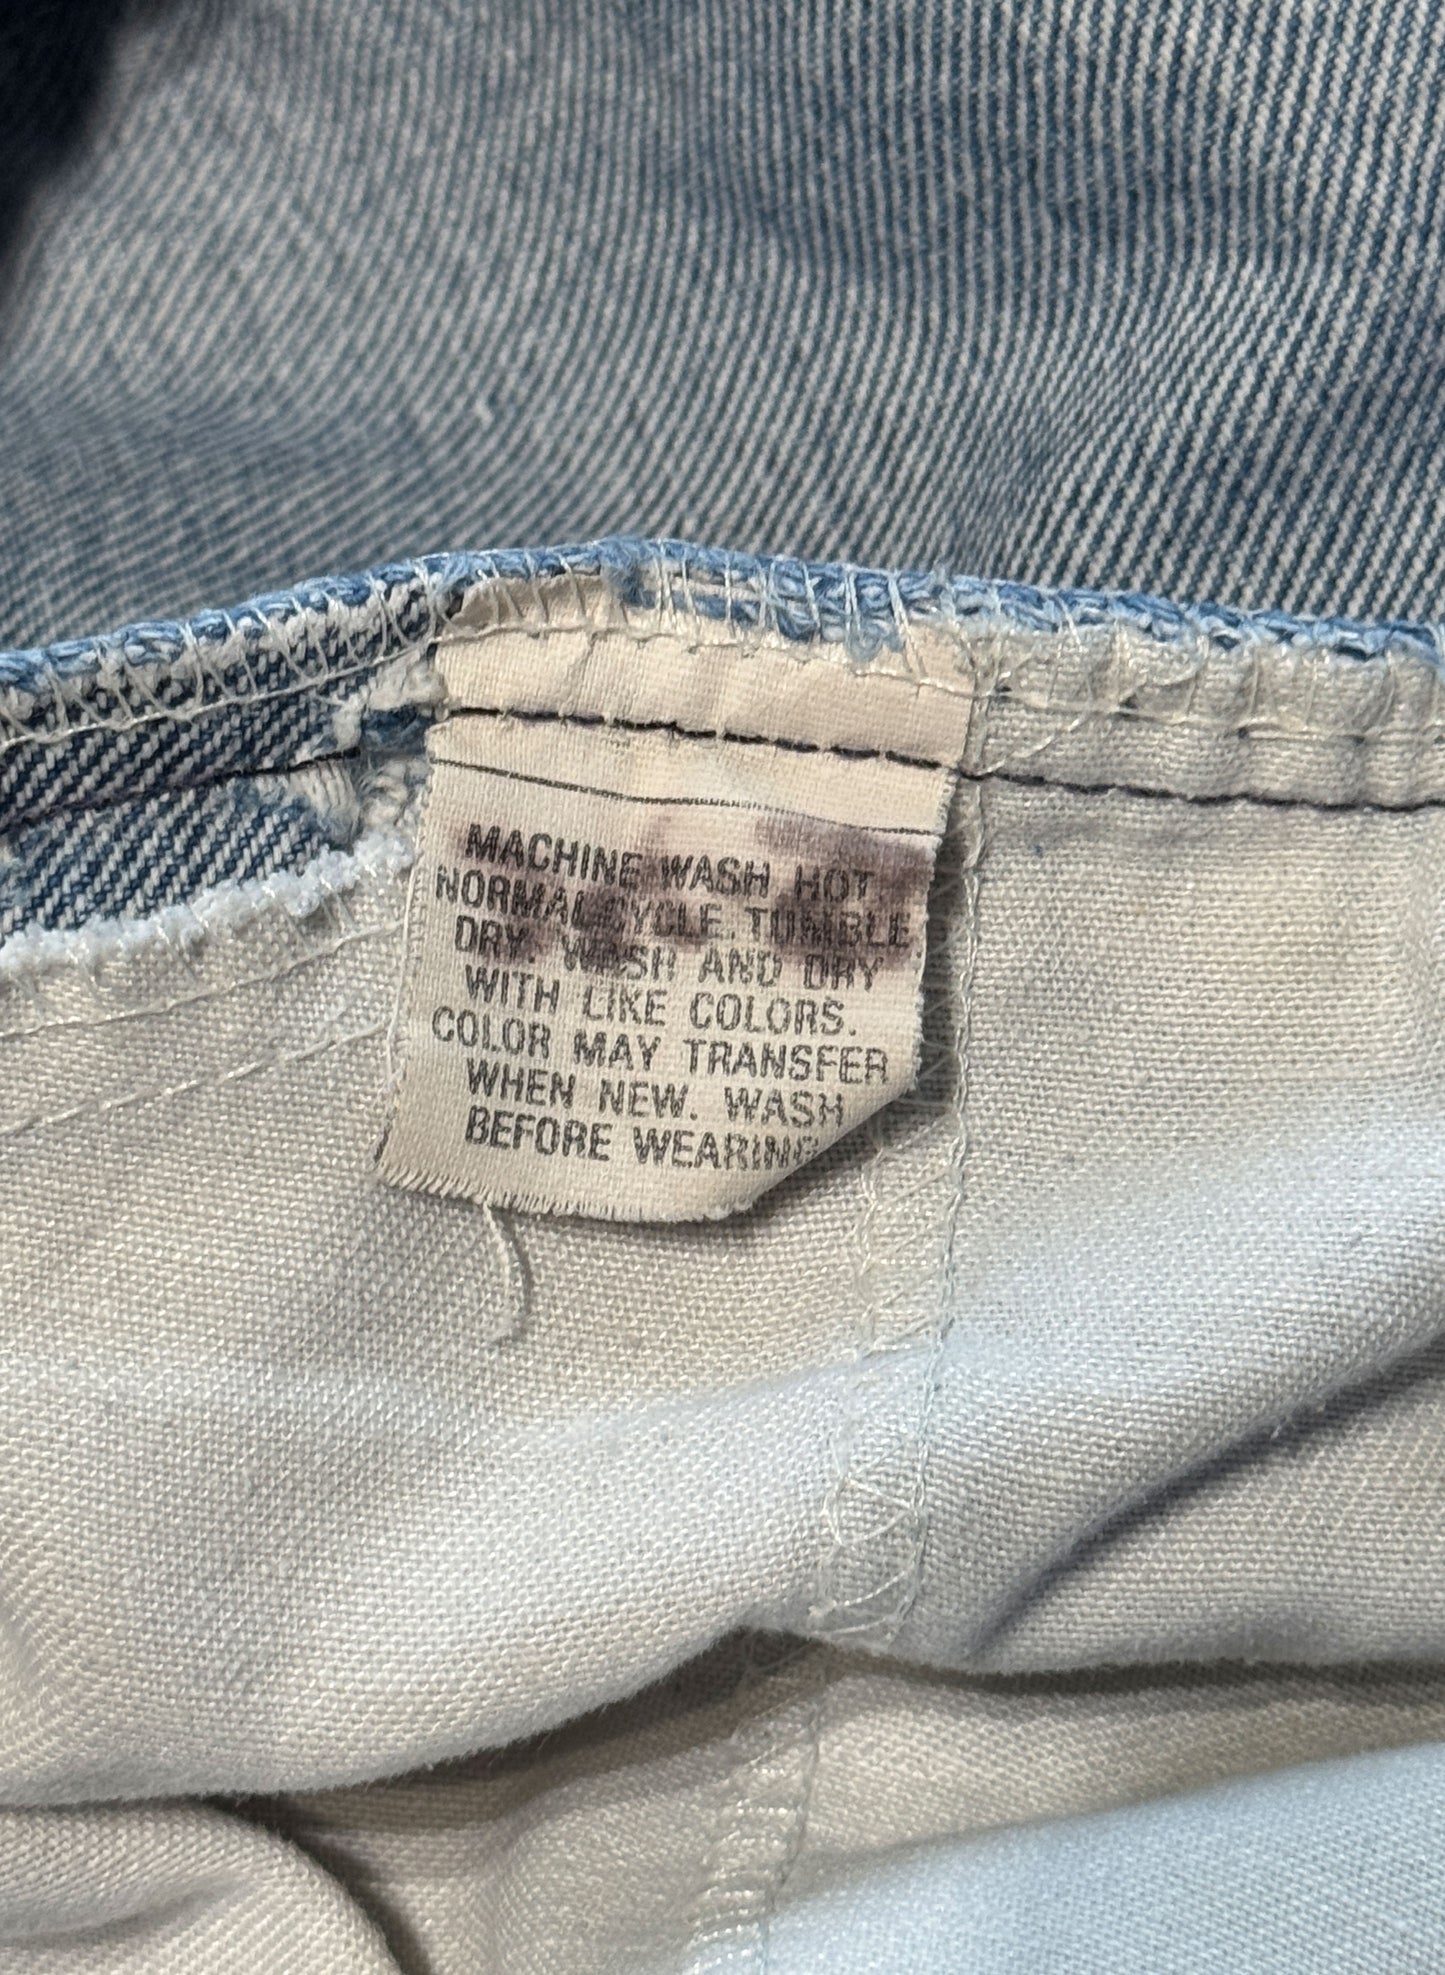 MACHINE WASH HOT
NORMAL CYCLE. TUMBLE
DRY. WASH AND DRY
WITH LIKE COLORS.
COLOR MAY TRANSFER
WHEN NEW. WASH
BEFORE WEARING